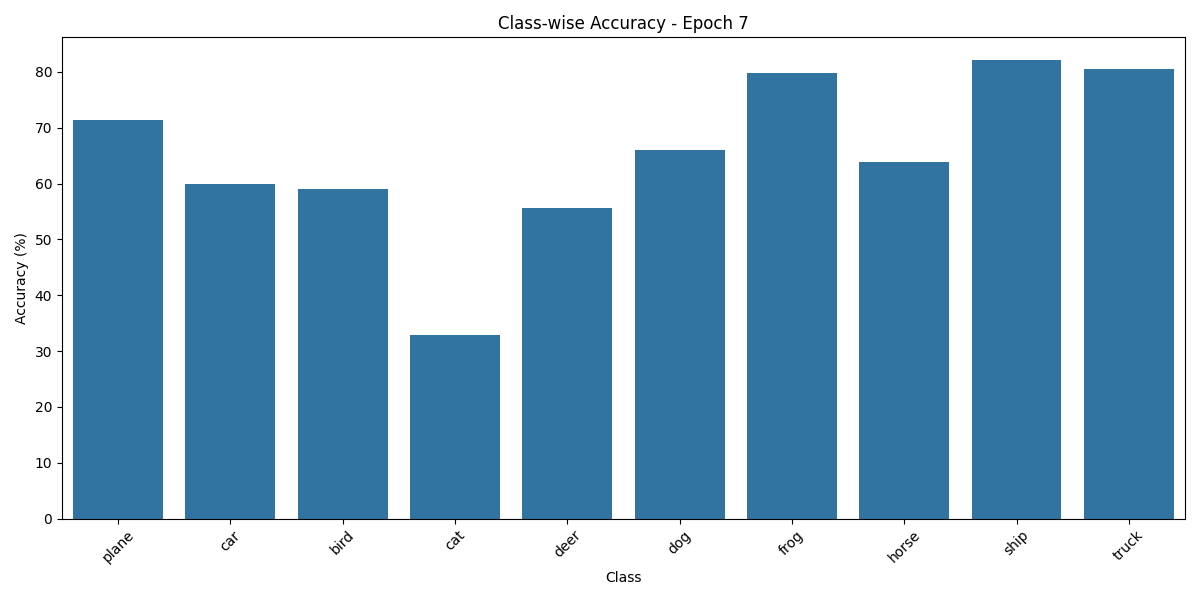 Class-wise Accuracy - Epoch 7
Accuracy (%)
80
70
60
50
40
30
20
10
0
plane
car
bird
cat
deer
dog
frog
horse
ship
truck
Class